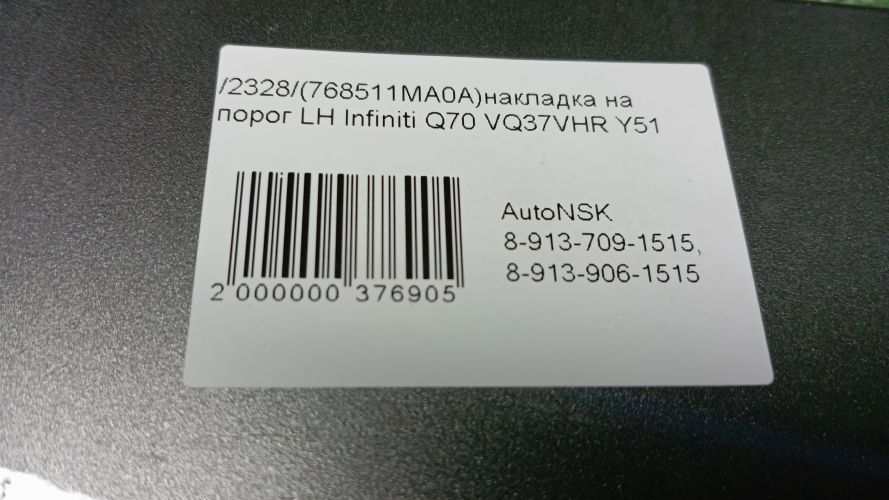 /2328/(768511MA0A)накладка на
порог LH Infiniti Q70 VQ37VHR Y51
AutoNSK
8-913-709-1515,
8-913-906-1515
2 000000 376905